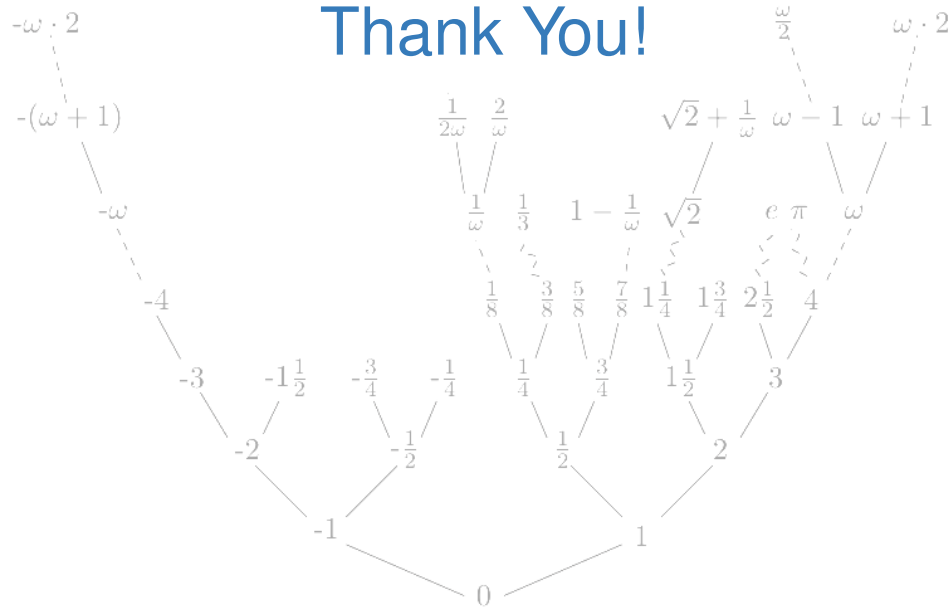 Thank You!
-ω · 2 ω/2 ω · 2
-(ω + 1) 1/2ω 2/ω √2 + 1/ω ω − 1 ω + 1
-ω 1/ω 1/3 1 − 1/ω √2 e π ω
-4 1/8 3/8 5/8 7/8 1 1/4 1 3/4 2 1/2 4
-3 -1 1/2 -3/4 -1/4 1/4 3/4 1 1/2 3
-2 -1/2 1/2 2
-1 1
0